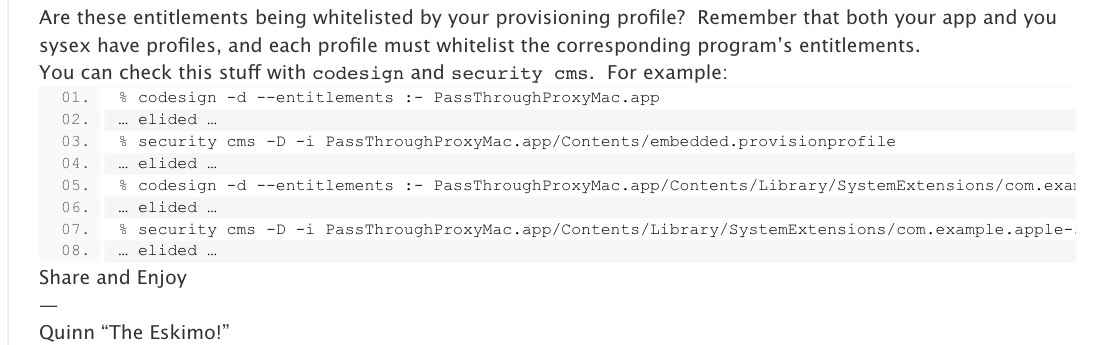 Are these entitlements being whitelisted by your provisioning profile?  Remember that both your app and you
sysex have profiles, and each profile must whitelist the corresponding program’s entitlements.
You can check this stuff with codesign and security cms.  For example:
01. % codesign -d --entitlements :- PassThroughProxyMac.app
02. … elided …
03. % security cms -D -i PassThroughProxyMac.app/Contents/embedded.provisionprofile
04. … elided …
05. % codesign -d --entitlements :- PassThroughProxyMac.app/Contents/Library/SystemExtensions/com.exa
06. … elided …
07. % security cms -D -i PassThroughProxyMac.app/Contents/Library/SystemExtensions/com.example.apple-
08. … elided …
Share and Enjoy
—
Quinn “The Eskimo!”